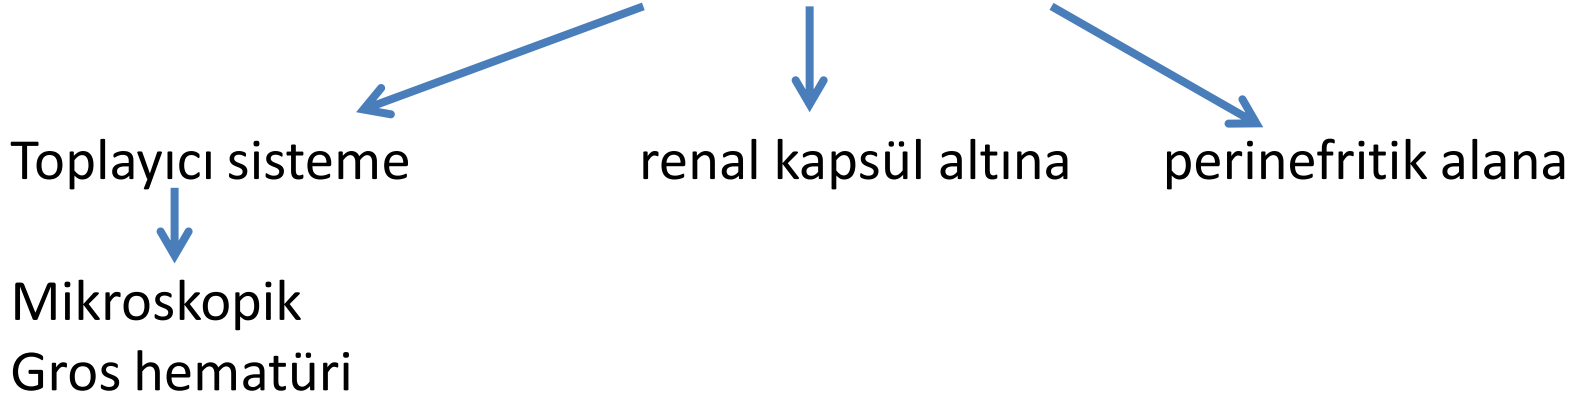 Toplayıcı sisteme renal kapsül altına perinefritik alana
Mikroskopik
Gros hematüri